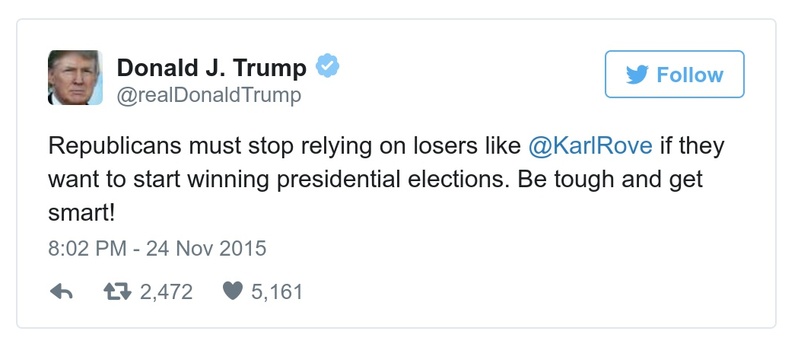 Donald J. Trump
@realDonaldTrump
Follow
Republicans must stop relying on losers like @KarlRove if they
want to start winning presidential elections. Be tough and get
smart!
8:02 PM - 24 Nov 2015
2,472 5,161